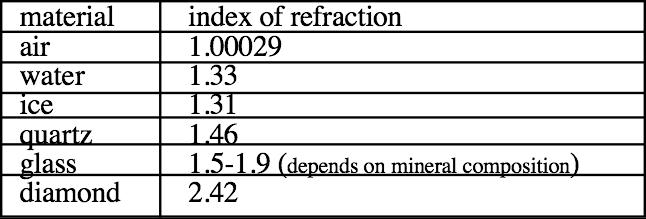 material index of refraction
air 1.00029
water 1.33
ice 1.31
quartz 1.46
glass 1.5-1.9 (depends on mineral composition)
diamond 2.42